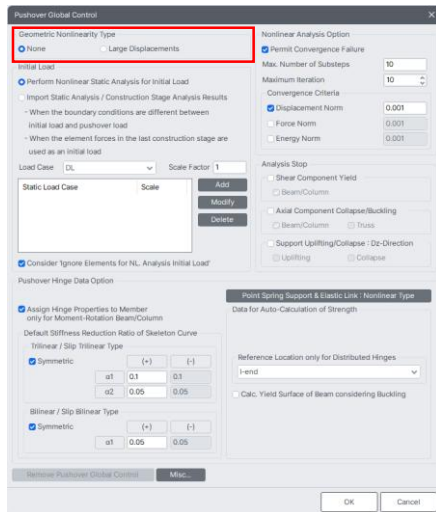 Pushover Global Control
Geometric Nonlinearity Type
None Large Displacements
Initial Load
Perform Nonlinear Static Analysis for Initial Load
Import Static Analysis / Construction Stage Analysis Results
- When the boundary conditions are different between
initial load and pushover load
- When the element forces in the last construction stage are
used as an initial load
Load Case DL Scale Factor 1
Static Load Case Scale
Add
Modify
Delete
Consider 'Ignore Elements for NL. Analysis Initial Load'
Nonlinear Analysis Option
Permit Convergence Failure
Max. Number of Substeps 10
Maximum Iteration 10
Convergence Criteria
Displacement Norm 0.001
Force Norm 0.001
Energy Norm 0.001
Analysis Stop
Shear Component Yield
Beam/Column
Axial Component Collapse/Buckling
Beam/Column Truss
Support Uplifting/Collapse : Dz-Direction
Uplifting Collapse
Pushover Hinge Data Option
Assign Hinge Properties to Member
only for Moment-Rotation Beam/Column
Default Stiffness Reduction Ratio of Skeleton Curve
Trilinear / Slip Trilinear Type
Symmetric (+) (-)
α1 0.1 0.1
α2 0.05 0.05
Bilinear / Slip Bilinear Type
Symmetric (+) (-)
α1 0.05 0.05
Point Spring Support & Elastic Link : Nonlinear Type
Data for Auto-Calculation of Strength
Reference Location only for Distributed Hinges
I-end
Calc. Yield Surface of Beam considering Buckling
Remove Pushover Global Control Misc...
OK Cancel